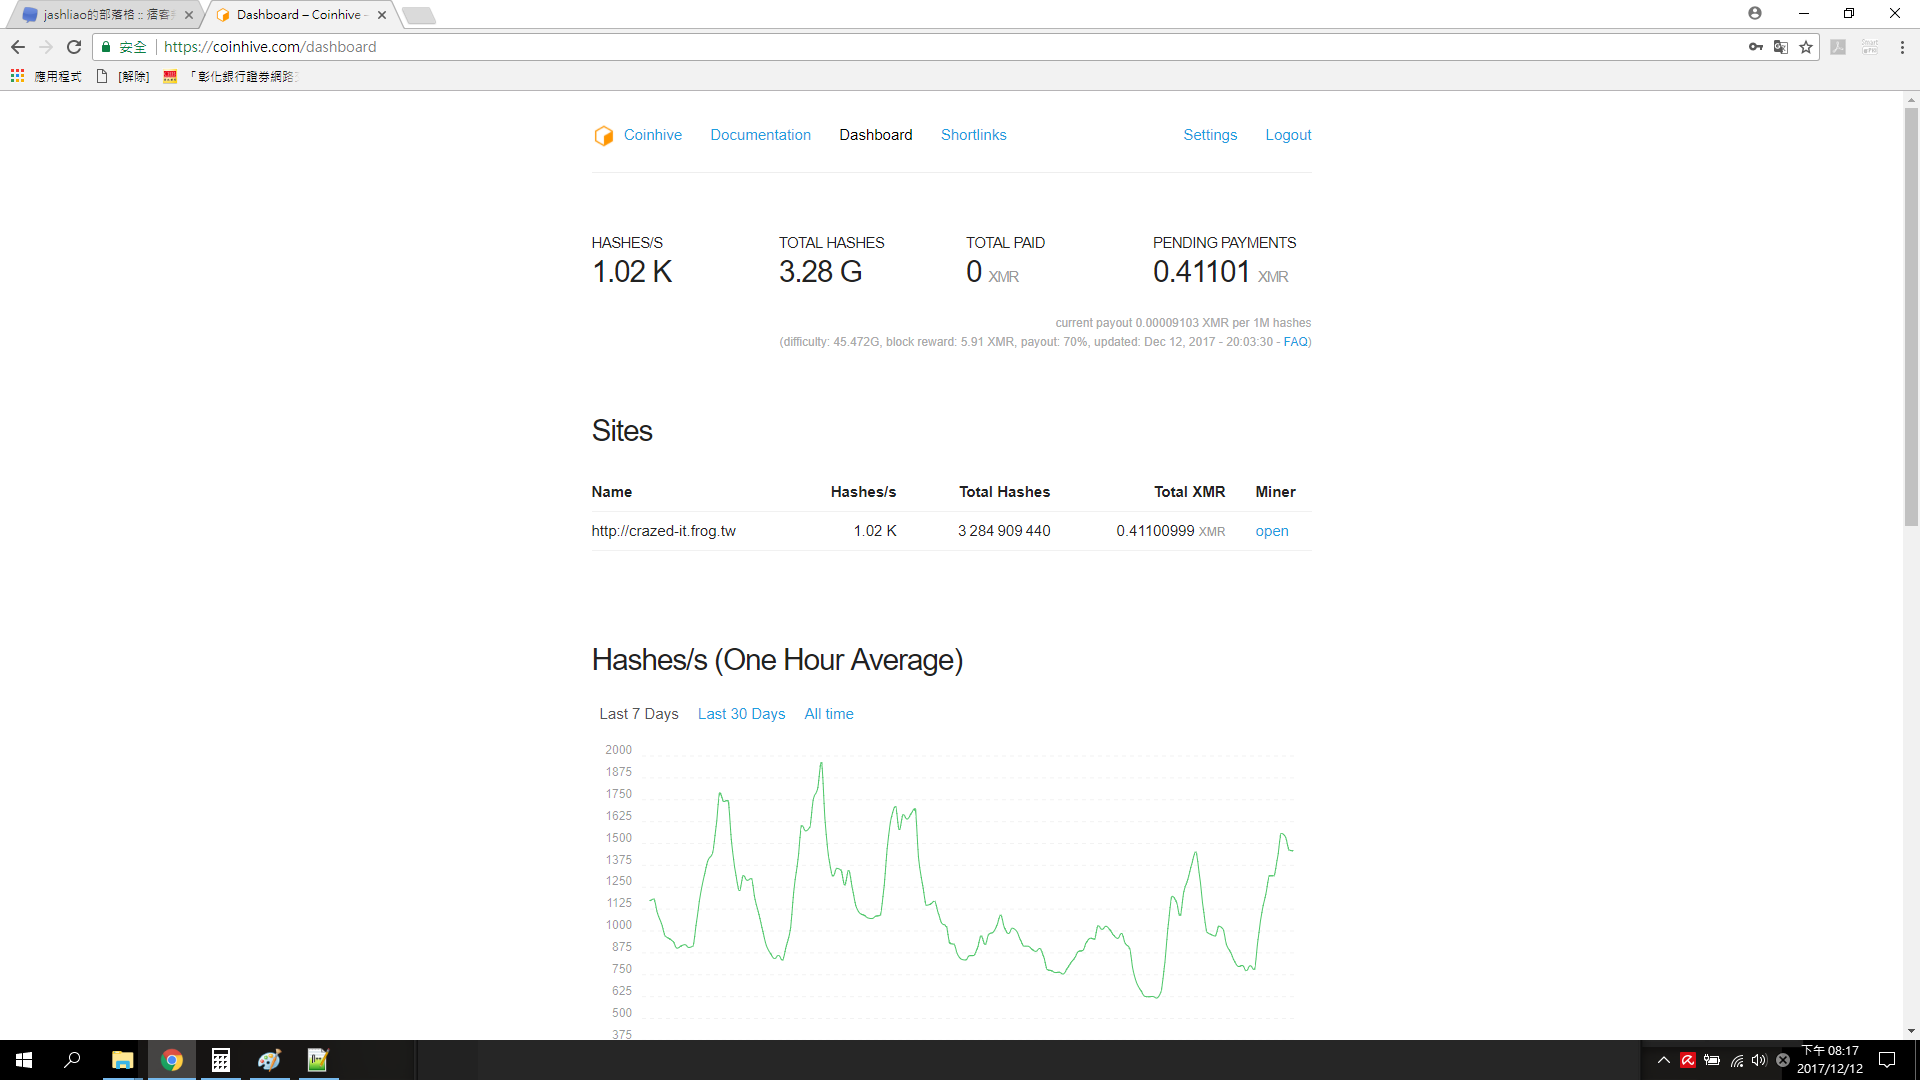 jashliao的部落格 :: 痞客
Dashboard – Coinhive -
安全 https://coinhive.com/dashboard
應用程式 [解除] 「彰化銀行證券網路
Coinhive Documentation Dashboard Shortlinks Settings Logout
HASHES/S TOTAL HASHES TOTAL PAID PENDING PAYMENTS
1.02 K 3.28 G 0 XMR 0.41101 XMR
current payout 0.00009103 XMR per 1M hashes
(difficulty: 45.472G, block reward: 5.91 XMR, payout: 70%, updated: Dec 12, 2017 - 20:03:30 - FAQ)
Sites
Name Hashes/s Total Hashes Total XMR Miner
http://crazed-it.frog.tw 1.02 K 3 284 909 440 0.41100999 XMR open
Hashes/s (One Hour Average)
Last 7 Days Last 30 Days All time
2000
1875
1750
1625
1500
1375
1250
1125
1000
875
750
625
500
375
下午 08:17
2017/12/12